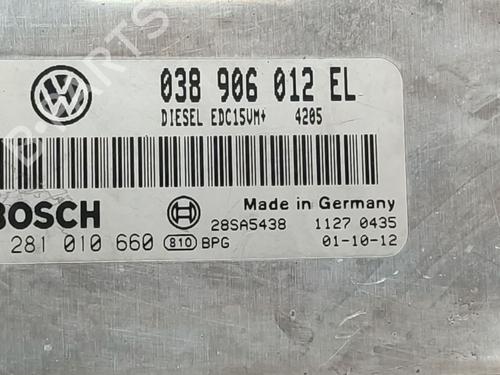 038 906 012 EL
DIESEL EDC15VM+ 4205
BOSCH
Made in Germany
28SA5438 1127 0435
281 010 660 810 BPG 01-10-12
B-PARTS